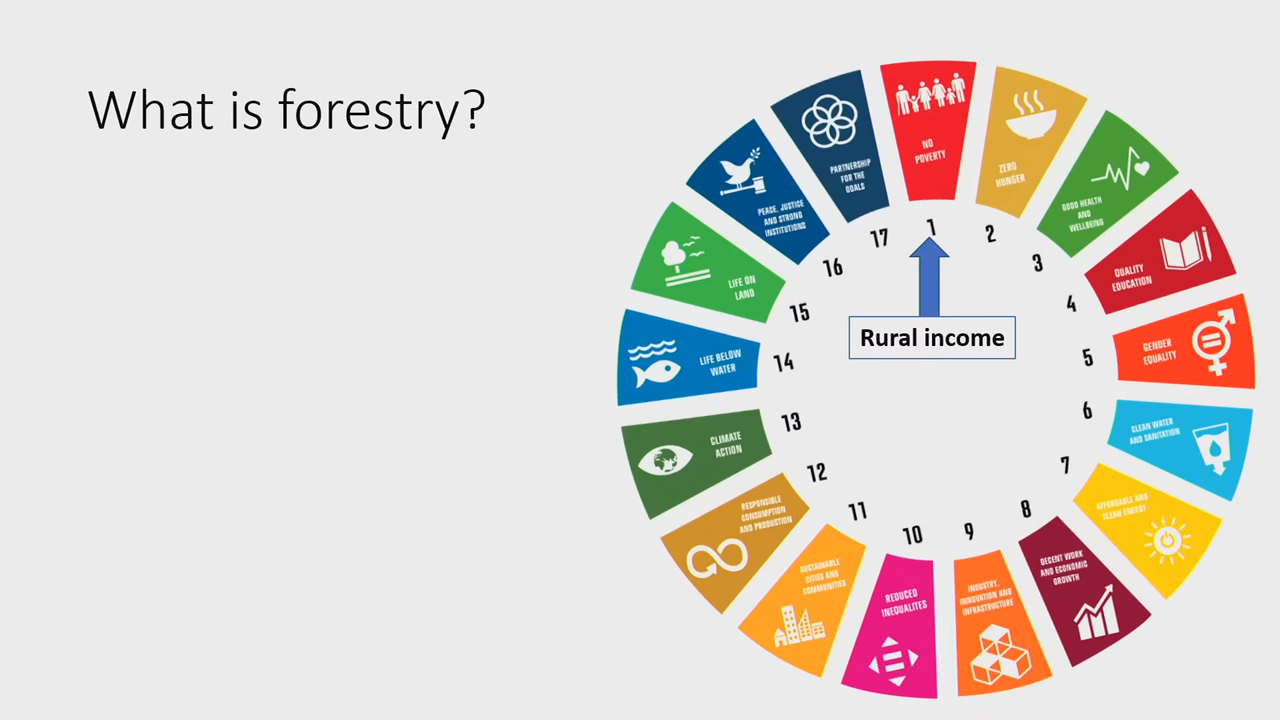 What is forestry?
NO
POVERTY
ZERO
HUNGER
GOOD HEALTH
AND
WELLBEING
QUALITY
EDUCATION
GENDER
EQUALITY
CLEAN WATER
AND SANITATION
AFFORDABLE AND
CLEAN ENERGY
DECENT WORK
AND ECONOMIC
GROWTH
INDUSTRY,
INNOVATION AND
INFRASTRUCTURE
REDUCED
INEQUALITES
SUSTAINABLE
CITIES AND
COMMUNITIES
RESPONSIBLE
CONSUMPTION
AND PRODUCTION
CLIMATE
ACTION
LIFE BELOW
WATER
LIFE ON
LAND
PEACE, JUSTICE
AND STRONG
INSTITUTIONS
PARTNERSHIP
FOR THE
GOALS
1
2
3
4
5
6
7
8
9
10
11
12
13
14
15
16
17
Rural income